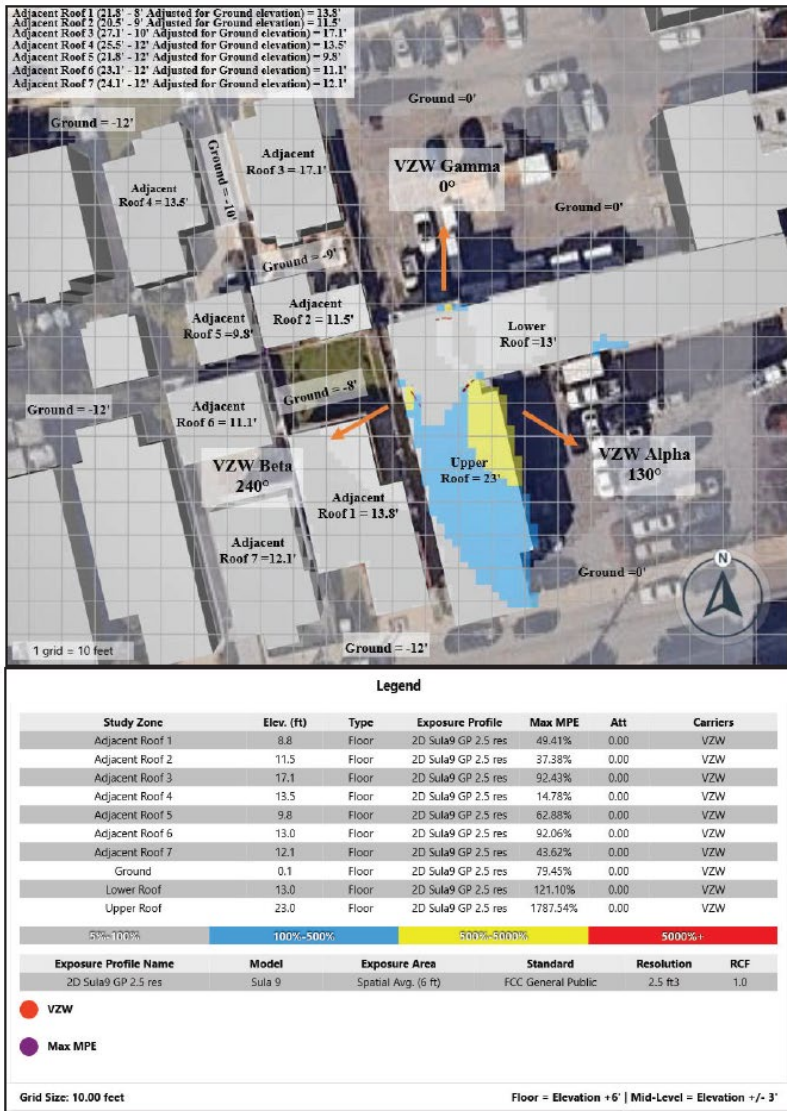 Adjacent Roof 1 (21.8' - 8' Adjusted for Ground elevation) = 13.8'
Adjacent Roof 2 (20.5' - 9' Adjusted for Ground elevation) = 11.5'
Adjacent Roof 3 (27.1' - 10' Adjusted for Ground elevation) = 17.1'
Adjacent Roof 4 (25.5' - 12' Adjusted for Ground elevation) = 13.5'
Adjacent Roof 5 (21.8' - 12' Adjusted for Ground elevation) = 9.8'
Adjacent Roof 6 (23.1' - 12' Adjusted for Ground elevation) = 11.1'
Adjacent Roof 7 (24.1' - 12' Adjusted for Ground elevation) = 12.1'
Ground =0'
Ground = -12'
Adjacent
Roof 3 = 17.1'
VZW Gamma
0°
Adjacent
Roof 4 = 13.5'
Ground = -10'
Ground =0'
Ground = -9'
Adjacent
Roof 5 =9.8'
Adjacent
Roof 2 = 11.5'
Lower
Roof =13'
Ground = -8'
Ground = -12'
Adjacent
Roof 6 = 11.1'
VZW Beta
240°
Upper
Roof = 23'
VZW Alpha
130°
Adjacent
Roof 1 = 13.8'
Adjacent
Roof 7 =12.1'
Ground =0'
N
Ground = -12'
1 grid = 10 feet
Legend
Study Zone Elev. (ft) Type Exposure Profile Max MPE Att Carriers
Adjacent Roof 1 8.8 Floor 2D Sula9 GP 2.5 res 49.41% 0.00 VZW
Adjacent Roof 2 11.5 Floor 2D Sula9 GP 2.5 res 37.38% 0.00 VZW
Adjacent Roof 3 17.1 Floor 2D Sula9 GP 2.5 res 92.43% 0.00 VZW
Adjacent Roof 4 13.5 Floor 2D Sula9 GP 2.5 res 14.78% 0.00 VZW
Adjacent Roof 5 9.8 Floor 2D Sula9 GP 2.5 res 62.88% 0.00 VZW
Adjacent Roof 6 13.0 Floor 2D Sula9 GP 2.5 res 92.06% 0.00 VZW
Adjacent Roof 7 12.1 Floor 2D Sula9 GP 2.5 res 43.62% 0.00 VZW
Ground 0.1 Floor 2D Sula9 GP 2.5 res 79.45% 0.00 VZW
Lower Roof 13.0 Floor 2D Sula9 GP 2.5 res 121.10% 0.00 VZW
Upper Roof 23.0 Floor 2D Sula9 GP 2.5 res 1787.54% 0.00 VZW
5%-100% 100%-500% 500%-5000% 5000%+
Exposure Profile Name Model Exposure Area Standard Resolution RCF
2D Sula9 GP 2.5 res Sula 9 Spatial Avg. (6 ft) FCC General Public 2.5 ft3 1.0
VZW
Max MPE
Grid Size: 10.00 feet Floor = Elevation +6' | Mid-Level = Elevation +/- 3'